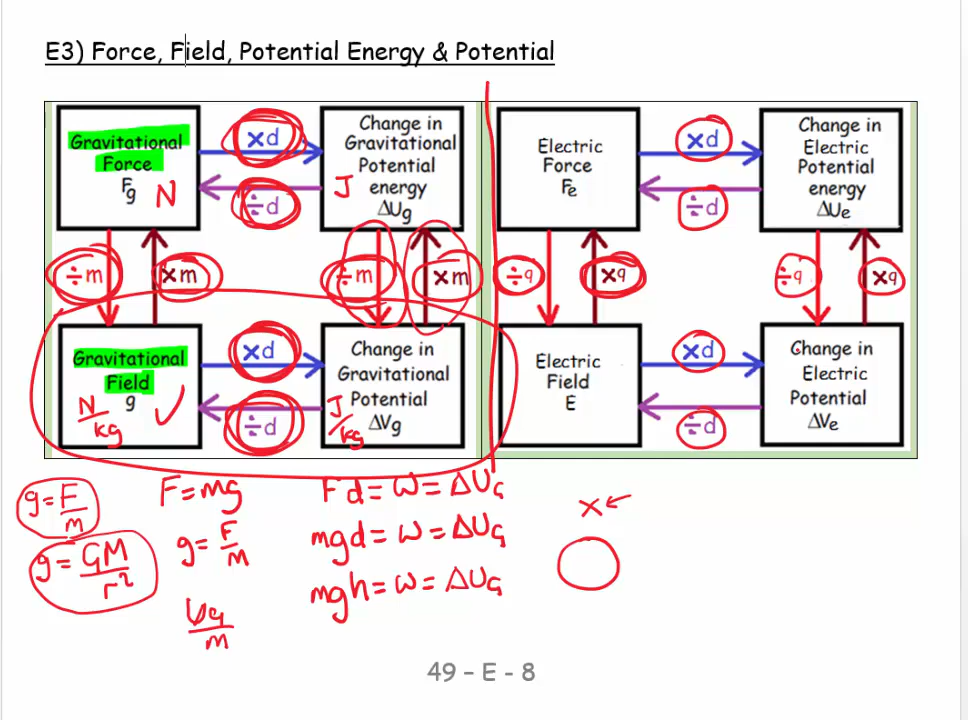 E3) Force, Field, Potential Energy & Potential
Gravitational
Force
Fg
N
×d
÷d
Change in
Gravitational
Potential
energy
ΔUg
J
÷m
×m
÷m
×m
Gravitational
Field
g
N/kg
×d
÷d
Change in
Gravitational
Potential
ΔVg
J/kg
Electric
Force
Fe
×d
÷d
Change in
Electric
Potential
energy
ΔUe
÷q
×q
÷q
×q
Electric
Field
E
×d
÷d
Change in
Electric
Potential
ΔVe
g=F/m
g=GM/r²
F=mg
g=F/m
Ug/m
Fd=W=ΔUG
mgd=W=ΔUG
mgh=W=ΔUG
×←
49 – E - 8